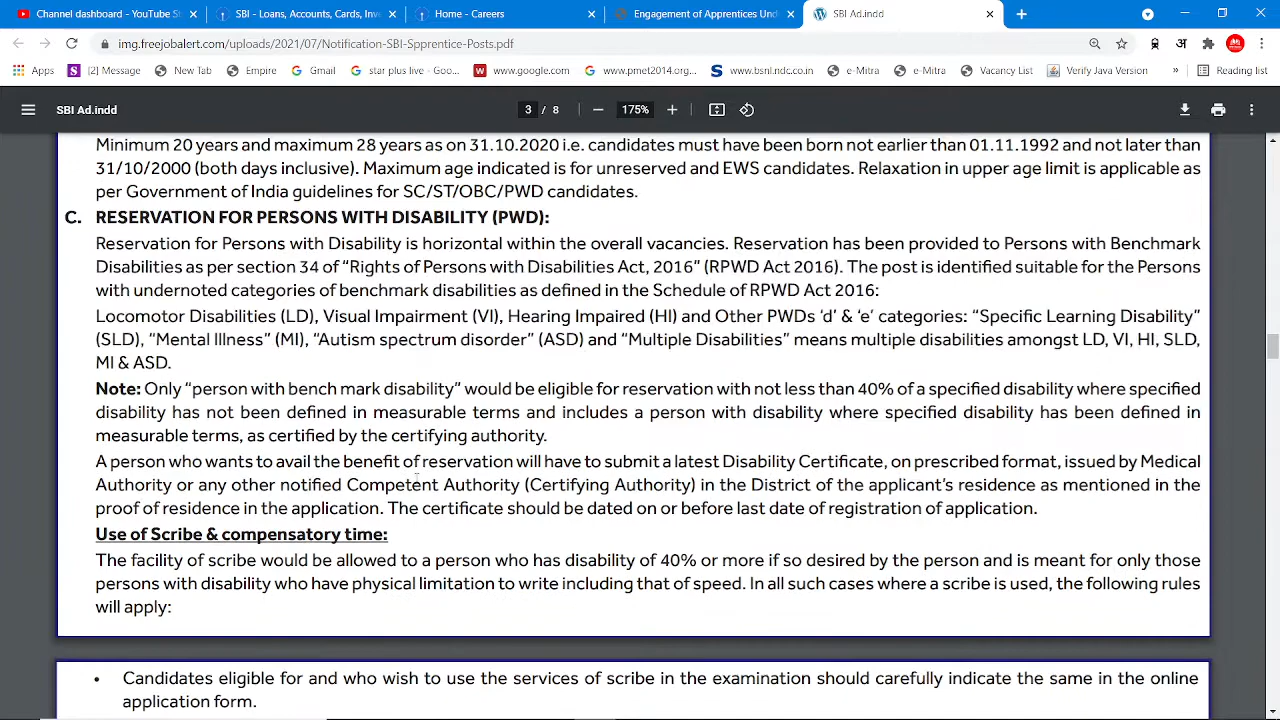 Channel dashboard - YouTube St
SBI - Loans, Accounts, Cards, Inve
Home - Careers
Engagement of Apprentices Und
SBI Ad.indd
img.freejobalert.com/uploads/2021/07/Notification-SBI-Spprentice-Posts.pdf
Apps
[2] Message
New Tab
Empire
Gmail
star plus live - Goo...
www.google.com
www.pmet2014.org...
www.bsnl.ndc.co.in
e-Mitra
e-Mitra
Vacancy List
Verify Java Version
»
Reading list
SBI Ad.indd
3 / 8
175%
Minimum 20 years and maximum 28 years as on 31.10.2020 i.e. candidates must have been born not earlier than 01.11.1992 and not later than
31/10/2000 (both days inclusive). Maximum age indicated is for unreserved and EWS candidates. Relaxation in upper age limit is applicable as
per Government of India guidelines for SC/ST/OBC/PWD candidates.
C. RESERVATION FOR PERSONS WITH DISABILITY (PWD):
Reservation for Persons with Disability is horizontal within the overall vacancies. Reservation has been provided to Persons with Benchmark
Disabilities as per section 34 of “Rights of Persons with Disabilities Act, 2016” (RPWD Act 2016). The post is identified suitable for the Persons
with undernoted categories of benchmark disabilities as defined in the Schedule of RPWD Act 2016:
Locomotor Disabilities (LD), Visual Impairment (VI), Hearing Impaired (HI) and Other PWDs ‘d’ & ‘e’ categories: “Specific Learning Disability”
(SLD), “Mental Illness” (MI), “Autism spectrum disorder” (ASD) and “Multiple Disabilities” means multiple disabilities amongst LD, VI, HI, SLD,
MI & ASD.
Note: Only “person with bench mark disability” would be eligible for reservation with not less than 40% of a specified disability where specified
disability has not been defined in measurable terms and includes a person with disability where specified disability has been defined in
measurable terms, as certified by the certifying authority.
A person who wants to avail the benefit of reservation will have to submit a latest Disability Certificate, on prescribed format, issued by Medical
Authority or any other notified Competent Authority (Certifying Authority) in the District of the applicant’s residence as mentioned in the
proof of residence in the application. The certificate should be dated on or before last date of registration of application.
Use of Scribe & compensatory time:
The facility of scribe would be allowed to a person who has disability of 40% or more if so desired by the person and is meant for only those
persons with disability who have physical limitation to write including that of speed. In all such cases where a scribe is used, the following rules
will apply:
• Candidates eligible for and who wish to use the services of scribe in the examination should carefully indicate the same in the online
application form.